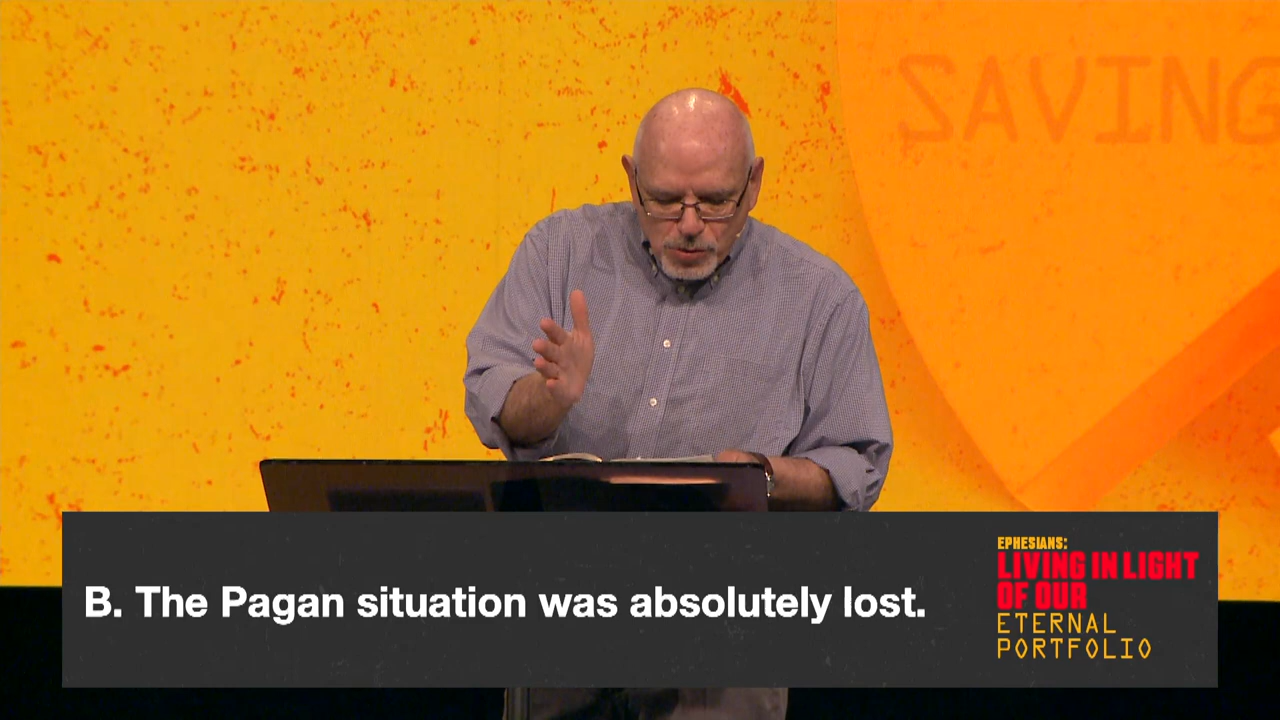 SAVING
B. The Pagan situation was absolutely lost.
EPHESIANS:
LIVING IN LIGHT
OF OUR
ETERNAL
PORTFOLIO